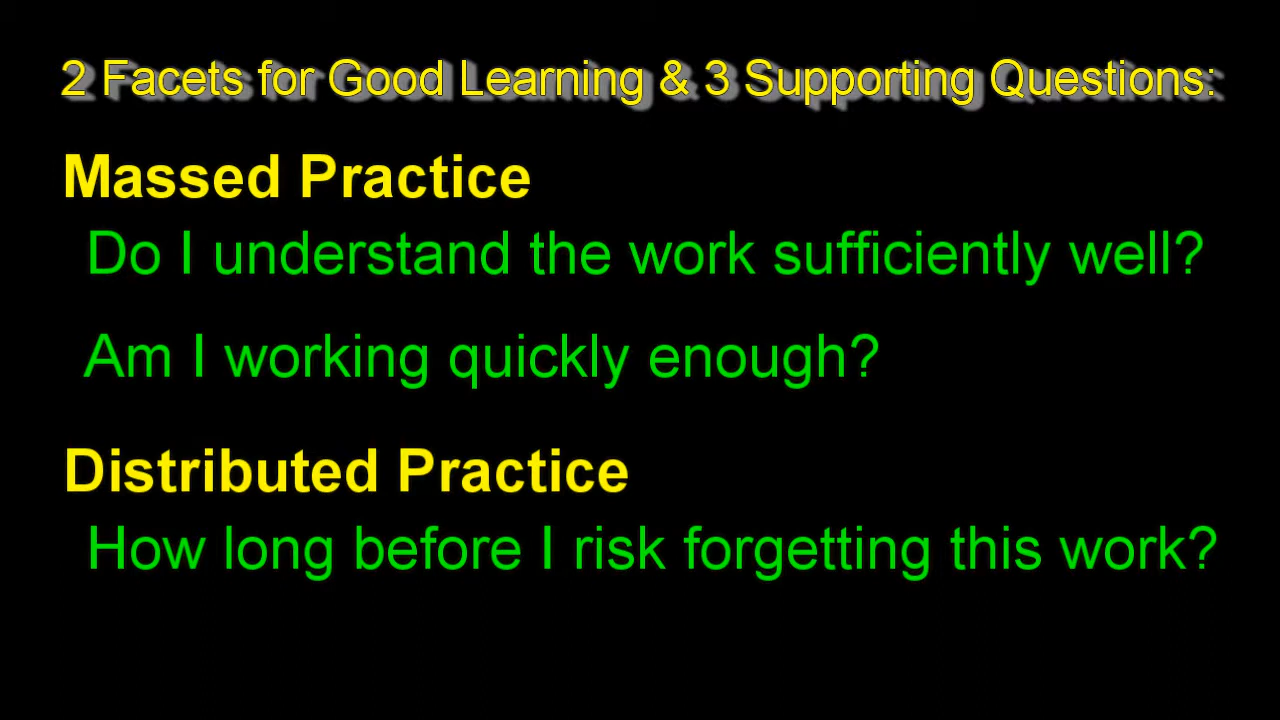 2 Facets for Good Learning & 3 Supporting Questions:
Massed Practice
Do I understand the work sufficiently well?
Am I working quickly enough?
Distributed Practice
How long before I risk forgetting this work?